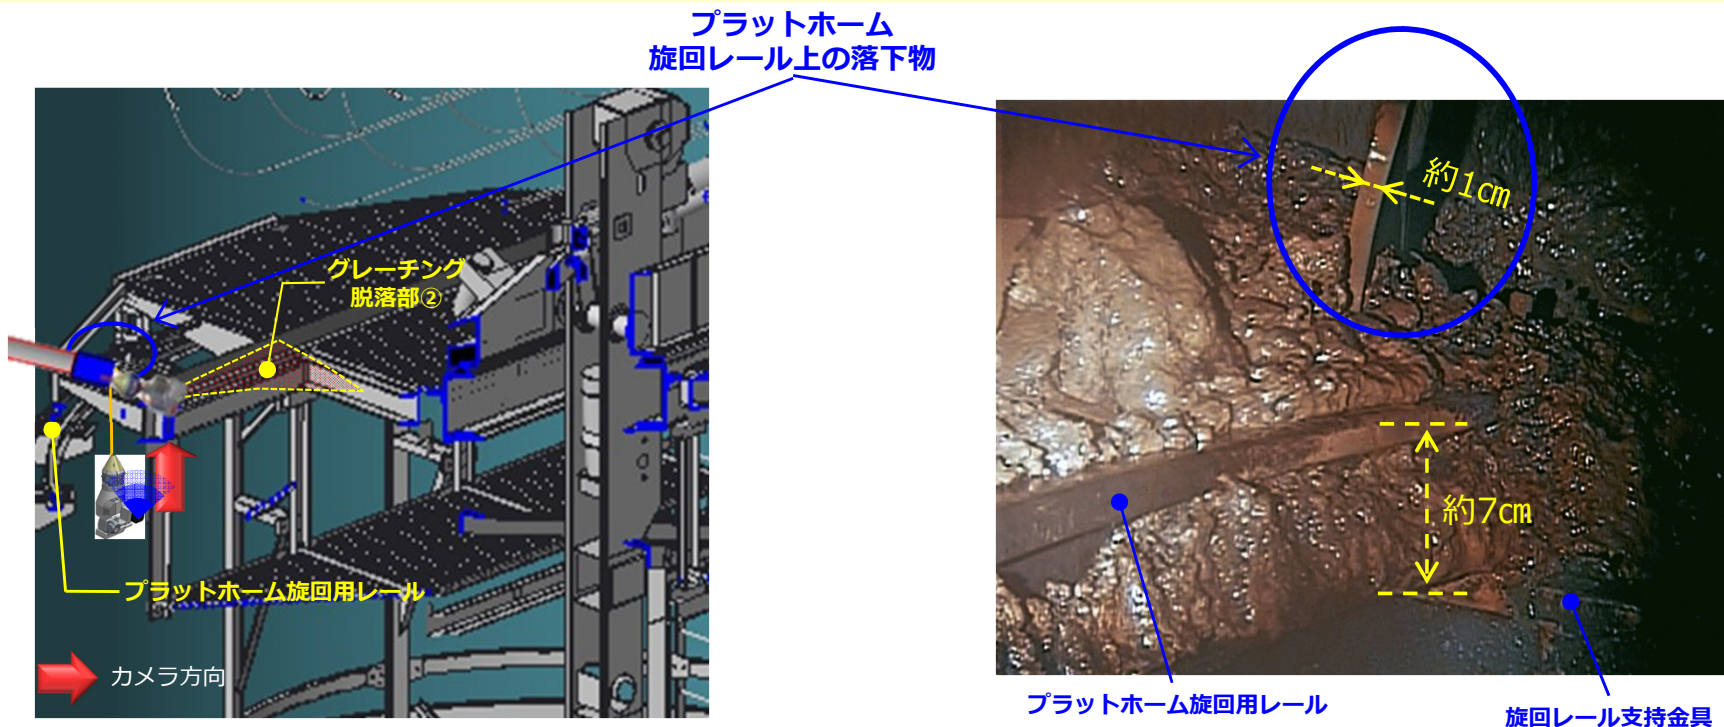 プラットホーム
旋回レール上の落下物
グレーチング
脱落部②
プラットホーム旋回用レール
カメラ方向
約1cm
約7cm
プラットホーム旋回用レール
旋回レール支持金具